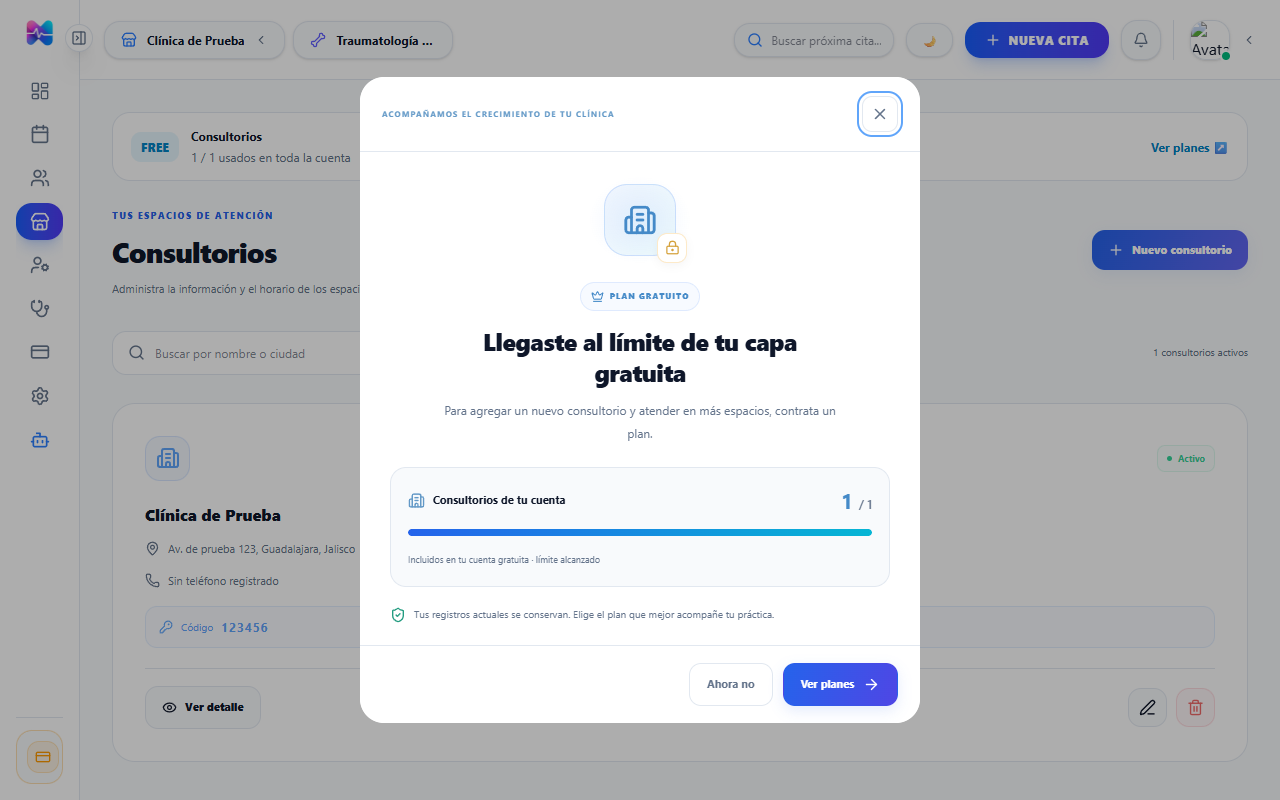 Clínica de Prueba
Traumatología ...
Buscar próxima cita...
NUEVA CITA
Avata
ACOMPAÑAMOS EL CRECIMIENTO DE TU CLÍNICA
FREE
Consultorios
1 / 1 usados en toda la cuenta
Ver planes
TUS ESPACIOS DE ATENCIÓN
Consultorios
Nuevo consultorio
Administra la información y el horario de los espaci
PLAN GRATUITO
Llegaste al límite de tu capa
gratuita
Buscar por nombre o ciudad
1 consultorios activos
Para agregar un nuevo consultorio y atender en más espacios, contrata un
plan.
Activo
Consultorios de tu cuenta
1 / 1
Incluidos en tu cuenta gratuita · límite alcanzado
Clínica de Prueba
Av. de prueba 123, Guadalajara, Jalisco
Sin teléfono registrado
Código 123456
Tus registros actuales se conservan. Elige el plan que mejor acompañe tu práctica.
Ahora no
Ver planes
Ver detalle